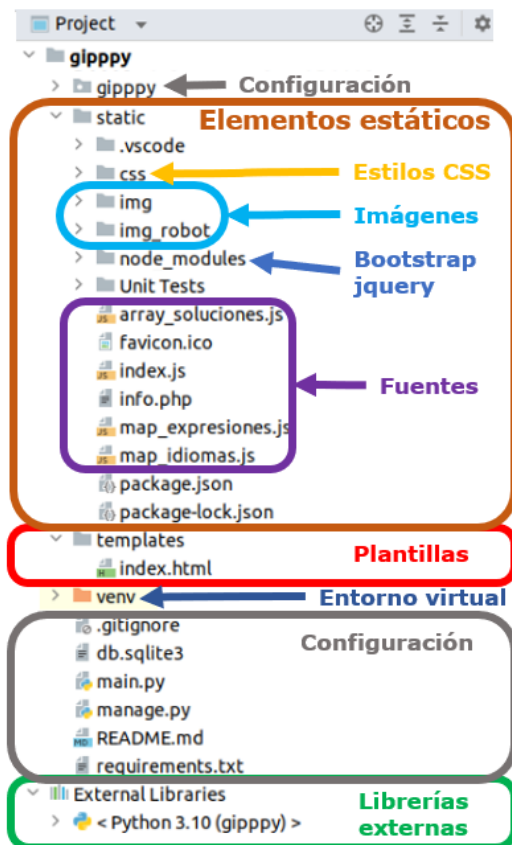 Project
gipppy
gipppy Configuración
static Elementos estáticos
.vscode
css Estilos CSS
img Imágenes
img_robot
node_modules Bootstrap
jquery
Unit Tests
array_soluciones.js
favicon.ico
index.js
info.php Fuentes
map_expresiones.js
map_idiomas.js
package.json
package-lock.json
templates Plantillas
index.html
venv Entorno virtual
.gitignore Configuración
db.sqlite3
main.py
manage.py
README.md
requirements.txt
External Libraries Librerías
externas
< Python 3.10 (gipppy) >